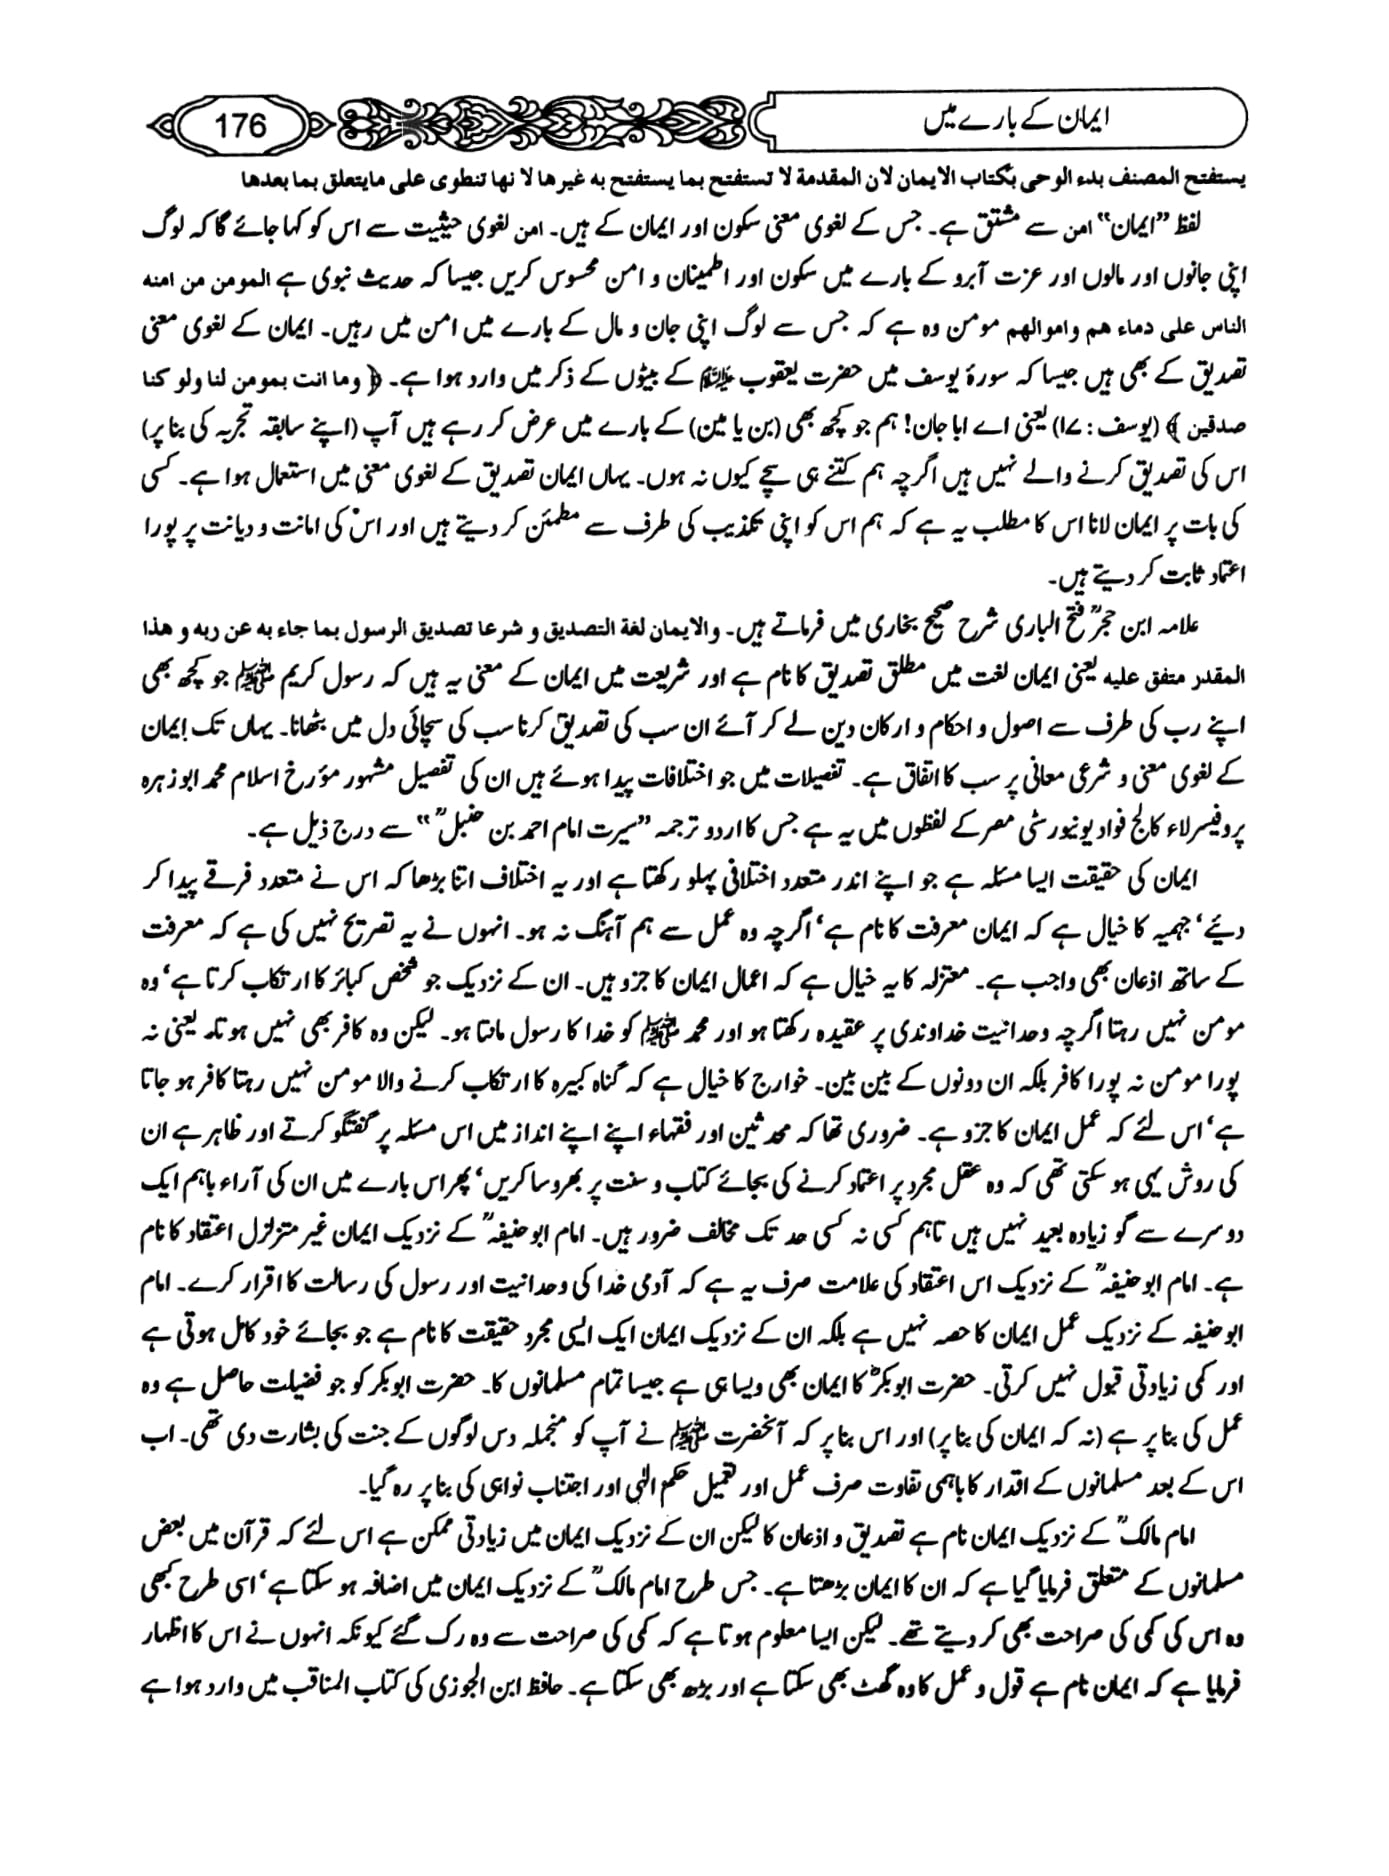 ایمان کے بارے میں
176
يستفتح المصنف بدء الوحى بكتاب الايمان لان المقدمة لا تستفتح بما يستفتح به غيرها لا نها تنطوى على مايتعلق بما بعدها
لفظ ”ایمان“ امن سے مشتق ہے۔ جس کے لغوی معنی سکون اور ایمان کے ہیں۔ امن لغوی حیثیت سے اس کو کہا جائے گا کہ لوگ
اپنی جانوں اور مالوں اور عزت آبرو کے بارے میں سکون اور اطمینان و امن محسوس کریں جیسا کہ حدیث نبوی ہے المومن من امنه
الناس على دماء هم واموالهم مومن وہ ہے کہ جس سے لوگ اپنی جان و مال کے بارے میں امن میں رہیں۔ ایمان کے لغوی معنی
تصدیق کے بھی ہیں جیسا کہ سورۂ یوسف میں حضرت یعقوب علیہ السلام کے بیٹوں کے ذکر میں وارد ہوا ہے۔ ﴿ وما انت بمومن لنا ولو كنا
صدقین ﴾ (یوسف : ۱۷) یعنی اے ابا جان! ہم جو کچھ بھی (بن یا مین) کے بارے میں عرض کر رہے ہیں آپ (اپنے سابقہ تجربہ کی بنا پر)
اس کی تصدیق کرنے والے نہیں ہیں اگرچہ ہم کتنے ہی سچے کیوں نہ ہوں۔ یہاں ایمان تصدیق کے لغوی معنی میں استعمال ہوا ہے۔ کسی
کی بات پر ایمان لانا اس کا مطلب یہ ہے کہ ہم اس کو اپنی تکذیب کی طرف سے مطمئن کر دیتے ہیں اور اس کی امانت و دیانت پر پورا
اعتماد ثابت کر دیتے ہیں۔
علامہ ابن حجرؒ فتح الباری شرح صحیح بخاری میں فرماتے ہیں۔ والايمان لغة التصديق و شرعا تصديق الرسول بما جاء به عن ربه و هذا
المقدر متفق عليه یعنی ایمان لغت میں مطلق تصدیق کا نام ہے اور شریعت میں ایمان کے معنی یہ ہیں کہ رسول کریم ﷺ جو کچھ بھی
اپنے رب کی طرف سے اصول و احکام و ارکان دین لے کر آئے ان سب کی تصدیق کرنا سب کی سچائی دل میں بٹھانا۔ یہاں تک ایمان
کے لغوی معنی و شرعی معانی پر سب کا اتفاق ہے۔ تفصیلات میں جو اختلافات پیدا ہوئے ہیں ان کی تفصیل مشہور مؤرخ اسلام محمد ابو زہرہ
پروفیسر لاء کالج فواد یونیورسٹی مصر کے لفظوں میں یہ ہے جس کا اردو ترجمہ ”سیرت امام احمد بن حنبلؒ“ سے درج ذیل ہے۔
ایمان کی حقیقت ایسا مسئلہ ہے جو اپنے اندر متعدد اختلافی پہلو رکھتا ہے اور یہ اختلاف اتنا بڑھا کہ اس نے متعدد فرقے پیدا کر
دیئے‘ جہمیہ کا خیال ہے کہ ایمان معرفت کا نام ہے‘ اگرچہ وہ عمل سے ہم آہنگ نہ ہو۔ انہوں نے یہ تصریح نہیں کی ہے کہ معرفت
کے ساتھ اذعان بھی واجب ہے۔ معتزلہ کا یہ خیال ہے کہ اعمال ایمان کا جزو ہیں۔ ان کے نزدیک جو شخص کبائر کا ارتکاب کرتا ہے‘ وہ
مومن نہیں رہتا اگرچہ وحدانیت خداوندی پر عقیدہ رکھتا ہو اور محمد ﷺ کو خدا کا رسول مانتا ہو۔ لیکن وہ کافر بھی نہیں ہوتا۔ یعنی نہ
پورا مومن نہ پورا کافر بلکہ ان دونوں کے بین بین۔ خوارج کا خیال ہے کہ گناہ کبیرہ کا ارتکاب کرنے والا مومن نہیں رہتا کافر ہو جاتا
ہے‘ اس لئے کہ عمل ایمان کا جزو ہے۔ ضروری تھا کہ محدثین اور فقہاء اپنے اپنے انداز میں اس مسئلہ پر گفتگو کرتے اور ظاہر ہے ان
کی روش یہی ہو سکتی تھی کہ وہ عقل مجرد پر اعتماد کرنے کی بجائے کتاب و سنت پر بھروسا کریں‘ پھر اس بارے میں ان کی آراء باہم ایک
دوسرے سے گو زیادہ بعید نہیں ہیں تاہم کسی نہ کسی حد تک مخالف ضرور ہیں۔ امام ابو حنیفہؒ کے نزدیک ایمان غیر متزلزل اعتقاد کا نام
ہے۔ امام ابو حنیفہؒ کے نزدیک اس اعتقاد کی علامت صرف یہ ہے کہ آدمی خدا کی وحدانیت اور رسول کی رسالت کا اقرار کرے۔ امام
ابو حنیفہ کے نزدیک عمل ایمان کا حصہ نہیں ہے بلکہ ان کے نزدیک ایمان ایک ایسی مجرد حقیقت کا نام ہے جو بجائے خود کامل ہوتی ہے
اور کمی زیادتی قبول نہیں کرتی۔ حضرت ابو بکرؓ کا ایمان بھی ویسا ہی ہے جیسا تمام مسلمانوں کا۔ حضرت ابو بکر کو جو فضیلت حاصل ہے وہ
عمل کی بنا پر ہے (نہ کہ ایمان کی بنا پر) اور اس بنا پر کہ آنحضرت ﷺ نے آپ کو منجملہ دس لوگوں کے جنت کی بشارت دی تھی۔ اب
اس کے بعد مسلمانوں کے اقدار کا باہمی تفاوت صرف عمل اور تعمیل حکم الٰہی اور اجتناب نواہی کی بنا پر رہ گیا۔
امام مالکؒ کے نزدیک ایمان نام ہے تصدیق و اذعان کا لیکن ان کے نزدیک ایمان میں زیادتی ممکن ہے اس لئے کہ قرآن میں بعض
مسلمانوں کے متعلق فرمایا گیا ہے کہ ان کا ایمان بڑھتا ہے۔ جس طرح امام مالکؒ کے نزدیک ایمان میں اضافہ ہو سکتا ہے‘ اسی طرح کبھی
وہ اس کی کمی کی صراحت بھی کر دیتے تھے۔ لیکن ایسا معلوم ہوتا ہے کہ کمی کی صراحت سے وہ رک گئے کیونکہ انہوں نے اس کا اظہار
فرمایا ہے کہ ایمان نام ہے قول و عمل کا وہ گھٹ بھی سکتا ہے اور بڑھ بھی سکتا ہے۔ حافظ ابن الجوزی کی کتاب المناقب میں وارد ہوا ہے